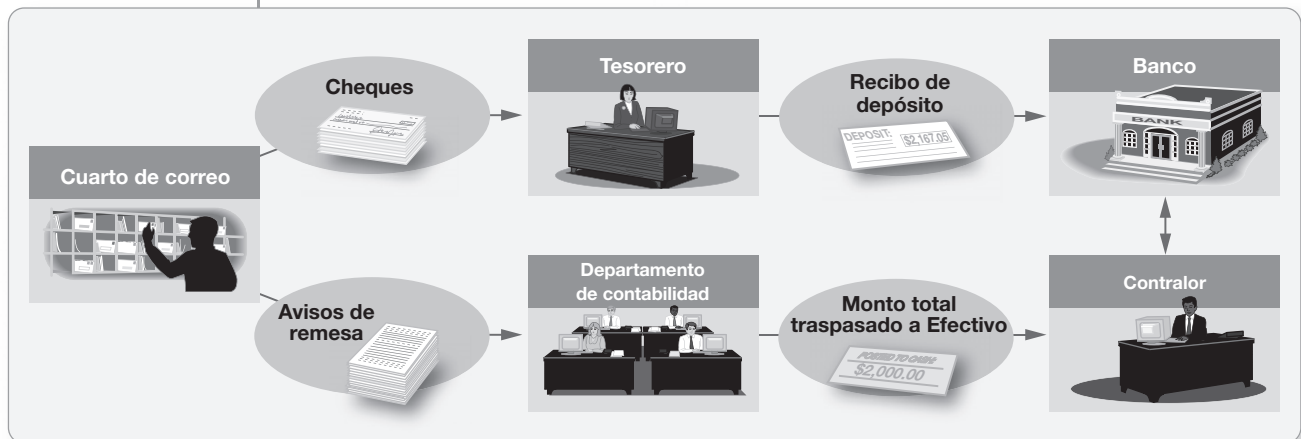 Cheques
Tesorero
Recibo de
depósito
DEPOSIT:
$2,167.05
Banco
BANK
Cuarto de correo
Avisos de
remesa
Departamento
de contabilidad
Monto total
traspasado a Efectivo
POSTED TO CASH:
$2,000.00
Contralor